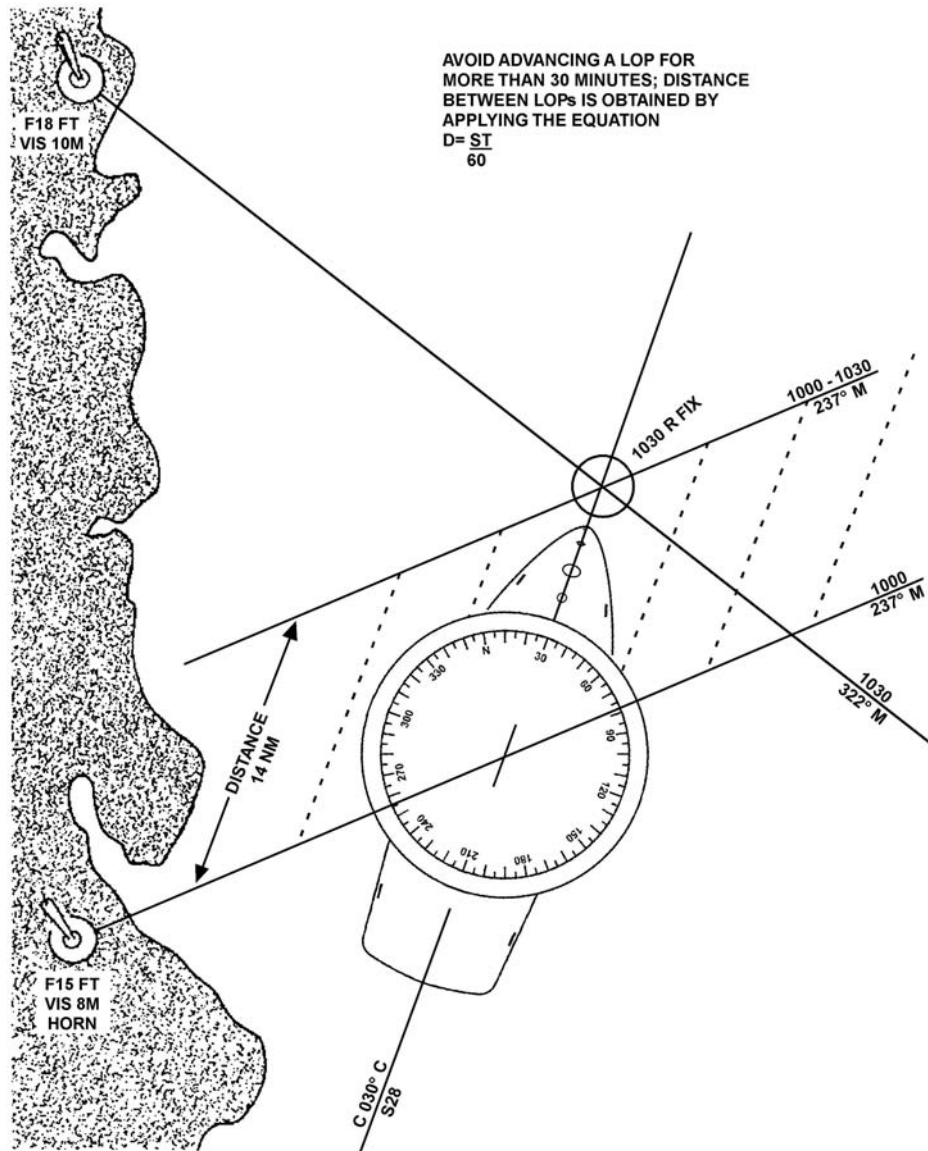 AVOID ADVANCING A LOP FOR
MORE THAN 30 MINUTES; DISTANCE
BETWEEN LOPs IS OBTAINED BY
APPLYING THE EQUATION
D= ST
60
F18 FT
VIS 10M
1000 - 1030
237° M
1030 R FIX
1000
237° M
1030
322° M
DISTANCE
14 NM
N
30
60
90
120
150
180
210
240
270
300
330
F15 FT
VIS 8M
HORN
C 030° C
S28